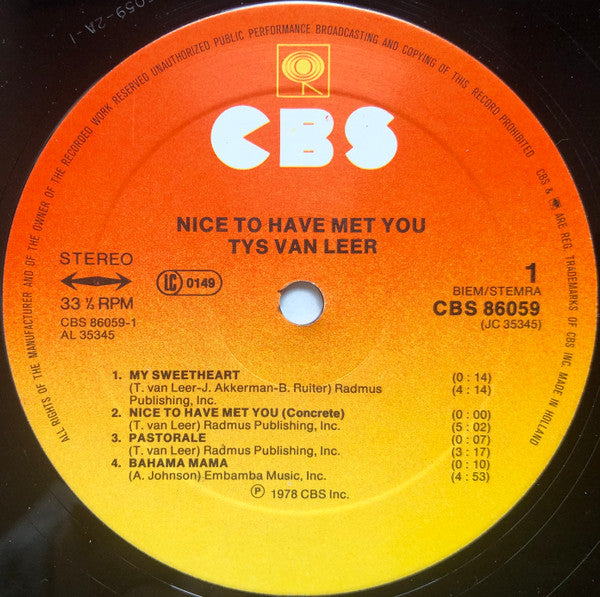 ALL RIGHTS OF THE MANUFACTURER AND OF THE OWNER OF THE RECORDED WORK RESERVED UNAUTHORIZED PUBLIC PERFORMANCE BROADCASTING AND COPYING OF THIS RECORD PROHIBITED
CBS & ARE REG. TRADEMARKS OF CBS INC. MADE IN HOLLAND
CBS
NICE TO HAVE MET YOU
TYS VAN LEER
STEREO
33 ⅓ RPM
CBS 86059-1
AL 35345
LC 0149
1
BIEM/STEMRA
CBS 86059
(JC 35345)
1. MY SWEETHEART (0 : 14)
(T. van Leer-J. Akkerman-B. Ruiter) Radmus (4 : 14)
Publishing, Inc.
2. NICE TO HAVE MET YOU (Concrete) (0 : 00)
(T. van Leer) Radmus Publishing, Inc. (5 : 02)
3. PASTORALE (0 : 07)
(T. van Leer) Radmus Publishing, Inc. (3 : 17)
4. BAHAMA MAMA (0 : 10)
(A. Johnson) Embamba Music, Inc. (4 : 53)
Ⓟ 1978 CBS Inc.